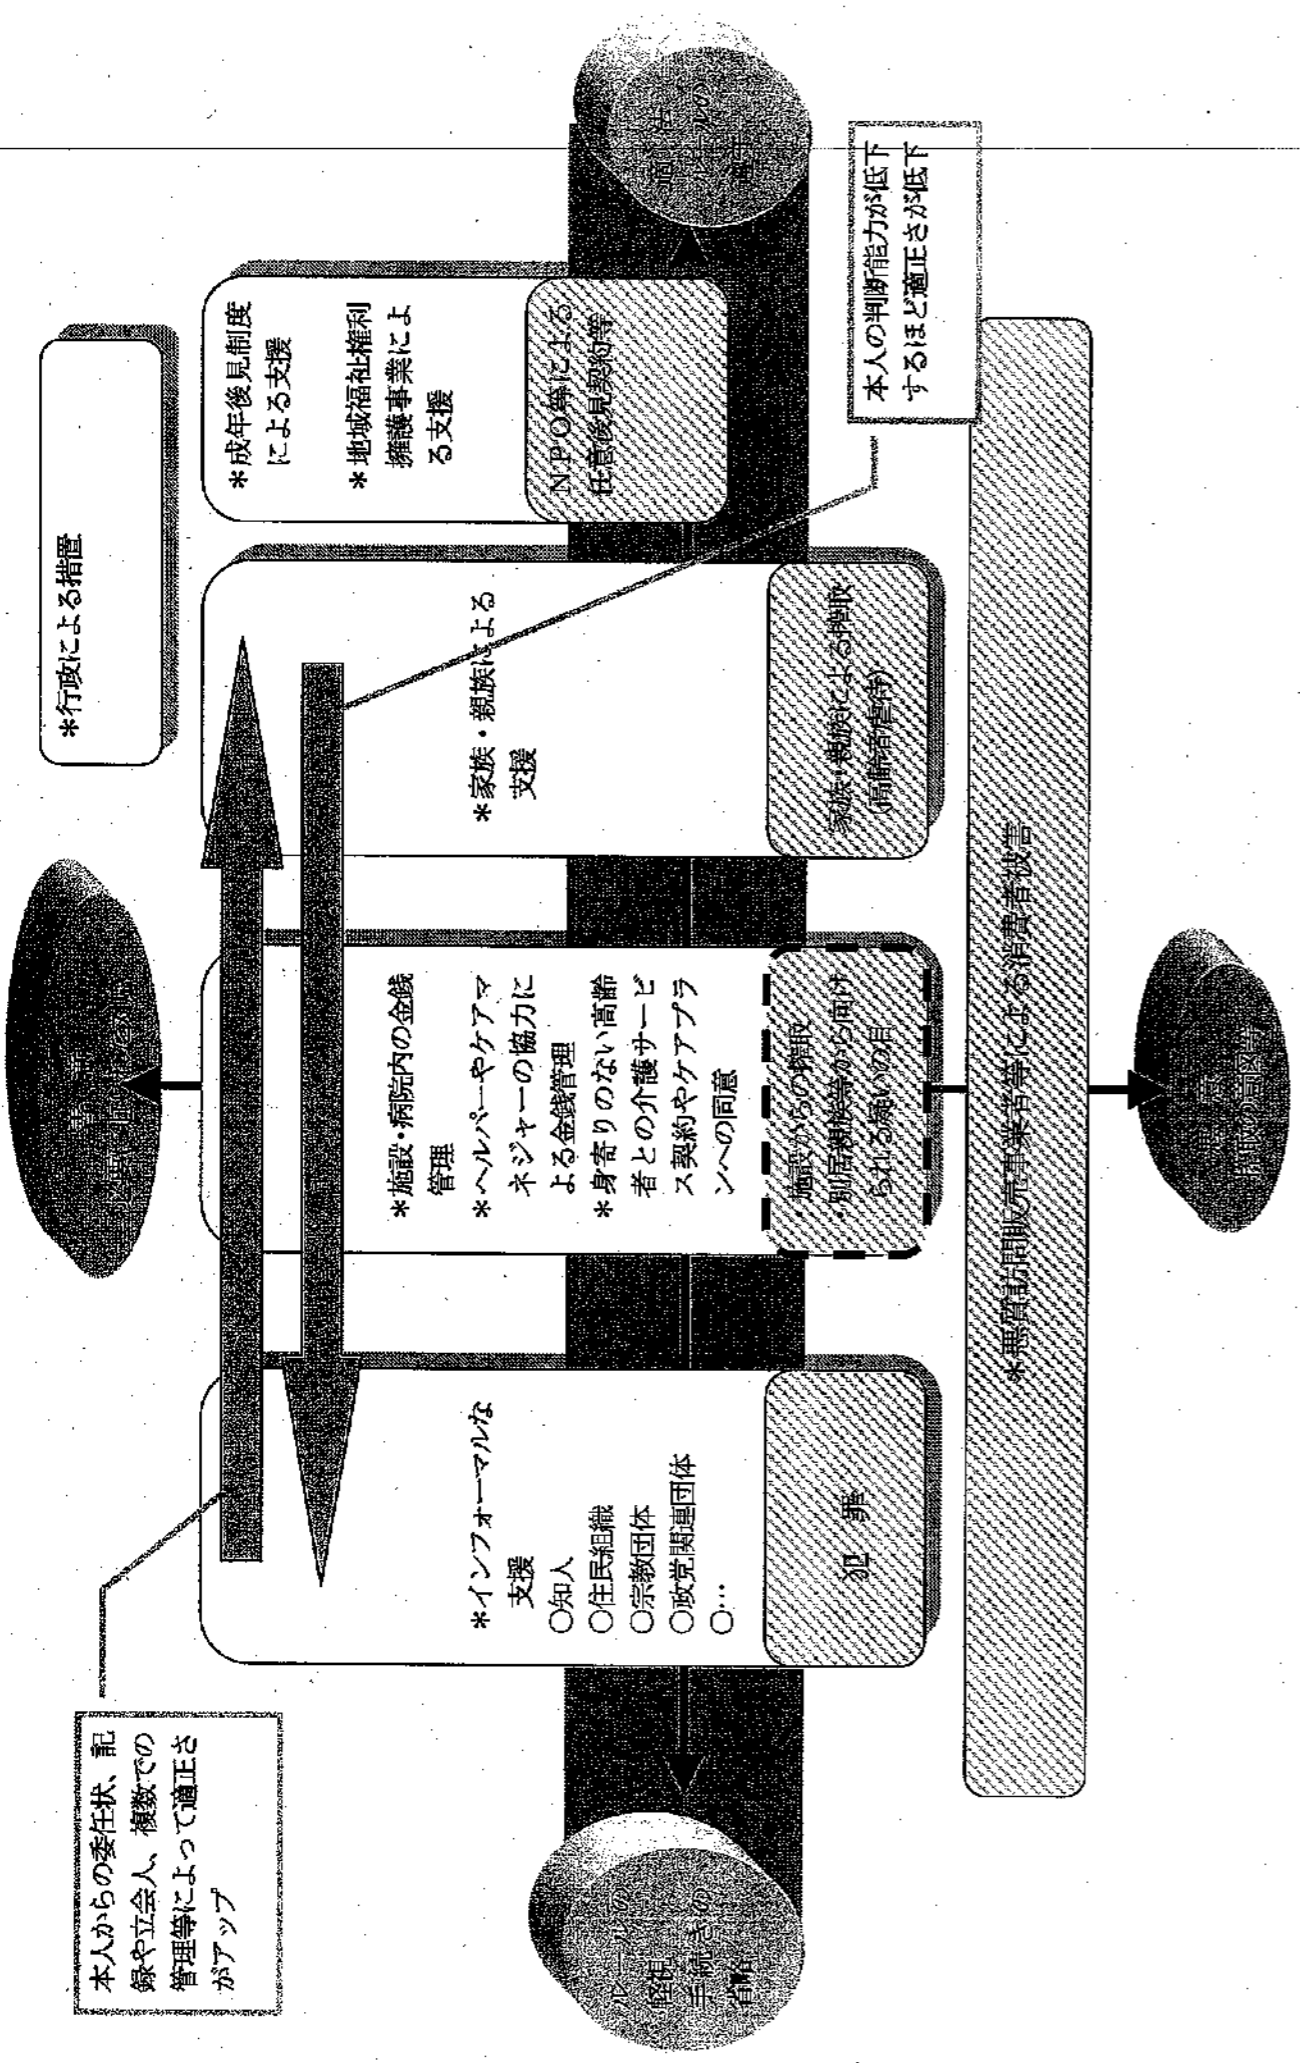 本人からの委任状、記
録や立会人、複数での
管理等によって適正さ
がアップ
*行政による措置
*インフォーマルな
支援
○知人
○住民組織
○宗教団体
○政党関連団体
○…
犯 罪
*施設・病院内の金銭
管理
*ヘルパーやケアマ
ネジャーの協力に
よる金銭管理
*身寄りのない高齢
者との介護サービ
ス契約やケアプラ
ンへの同意
・施設からの搾取
・別居親族等から向け
られる疑いの目
*家族・親族による
支援
家族・親族による搾取
(高齢者虐待)
*成年後見制度
による支援
*地域福祉権利
擁護事業によ
る支援
NPO等による
任意後見契約等
本人の判断能力が低下
するほど適正さが低下
ルールの
軽視
手続きの
省略
*悪質訪問販売事業者等による消費者被害